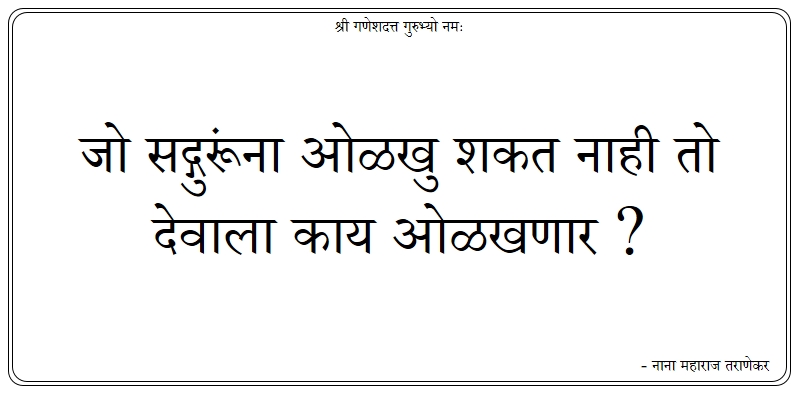 श्री गणेशदत्त गुरुभ्यो नमः
जो सद्गुरूंना ओळखु शकत नाही तो
देवाला काय ओळखणार ?
- नाना महाराज तराणेकर